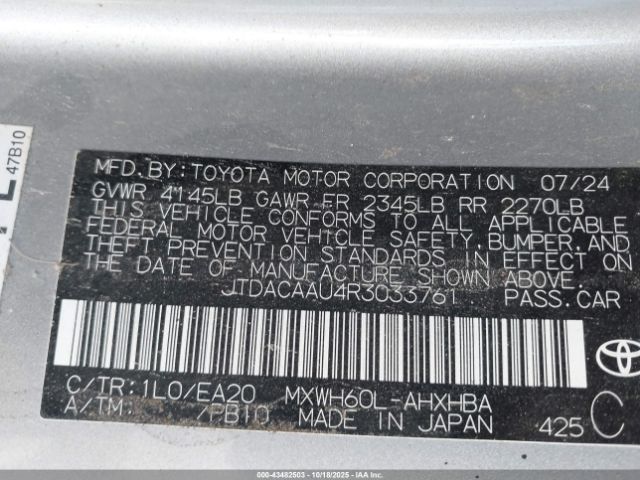 47B10
MFD.BY:TOYOTA MOTOR CORPORATION 07/24
GVWR 4145LB GAWR FR 2345LB RR 2270LB
THIS VEHICLE CONFORMS TO ALL APPLICABLE
FEDERAL MOTOR VEHICLE SAFETY,BUMPER,AND
THEFT PREVENTION STANDARDS IN EFFECT ON
THE DATE OF MANUFACTURE SHOWN ABOVE.
JTDACAAU4R3033761 PASS.CAR
C/TR:1L0/EA20 MXWH60L-AHXHBA
A/TM: /PB10 MADE IN JAPAN 425 C
000-43482503 | 10/18/2025 | IAAI.COM